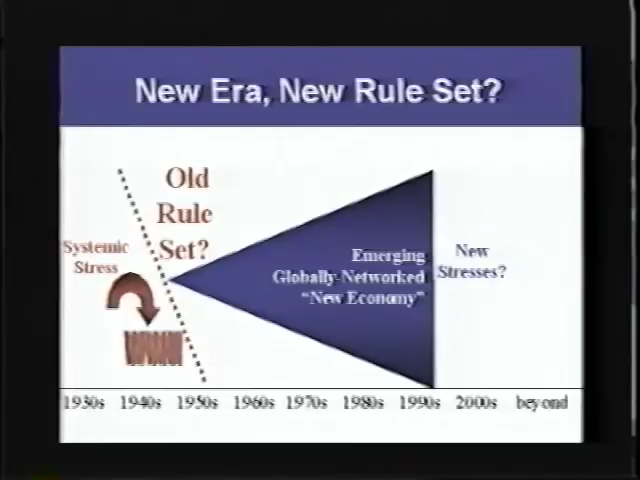 New Era, New Rule Set?
Old
Rule
Set?
Systemic
Stress
Emerging
Globally-Networked
“New Economy”
New
Stresses?
1930s 1940s 1950s 1960s 1970s 1980s 1990s 2000s beyond